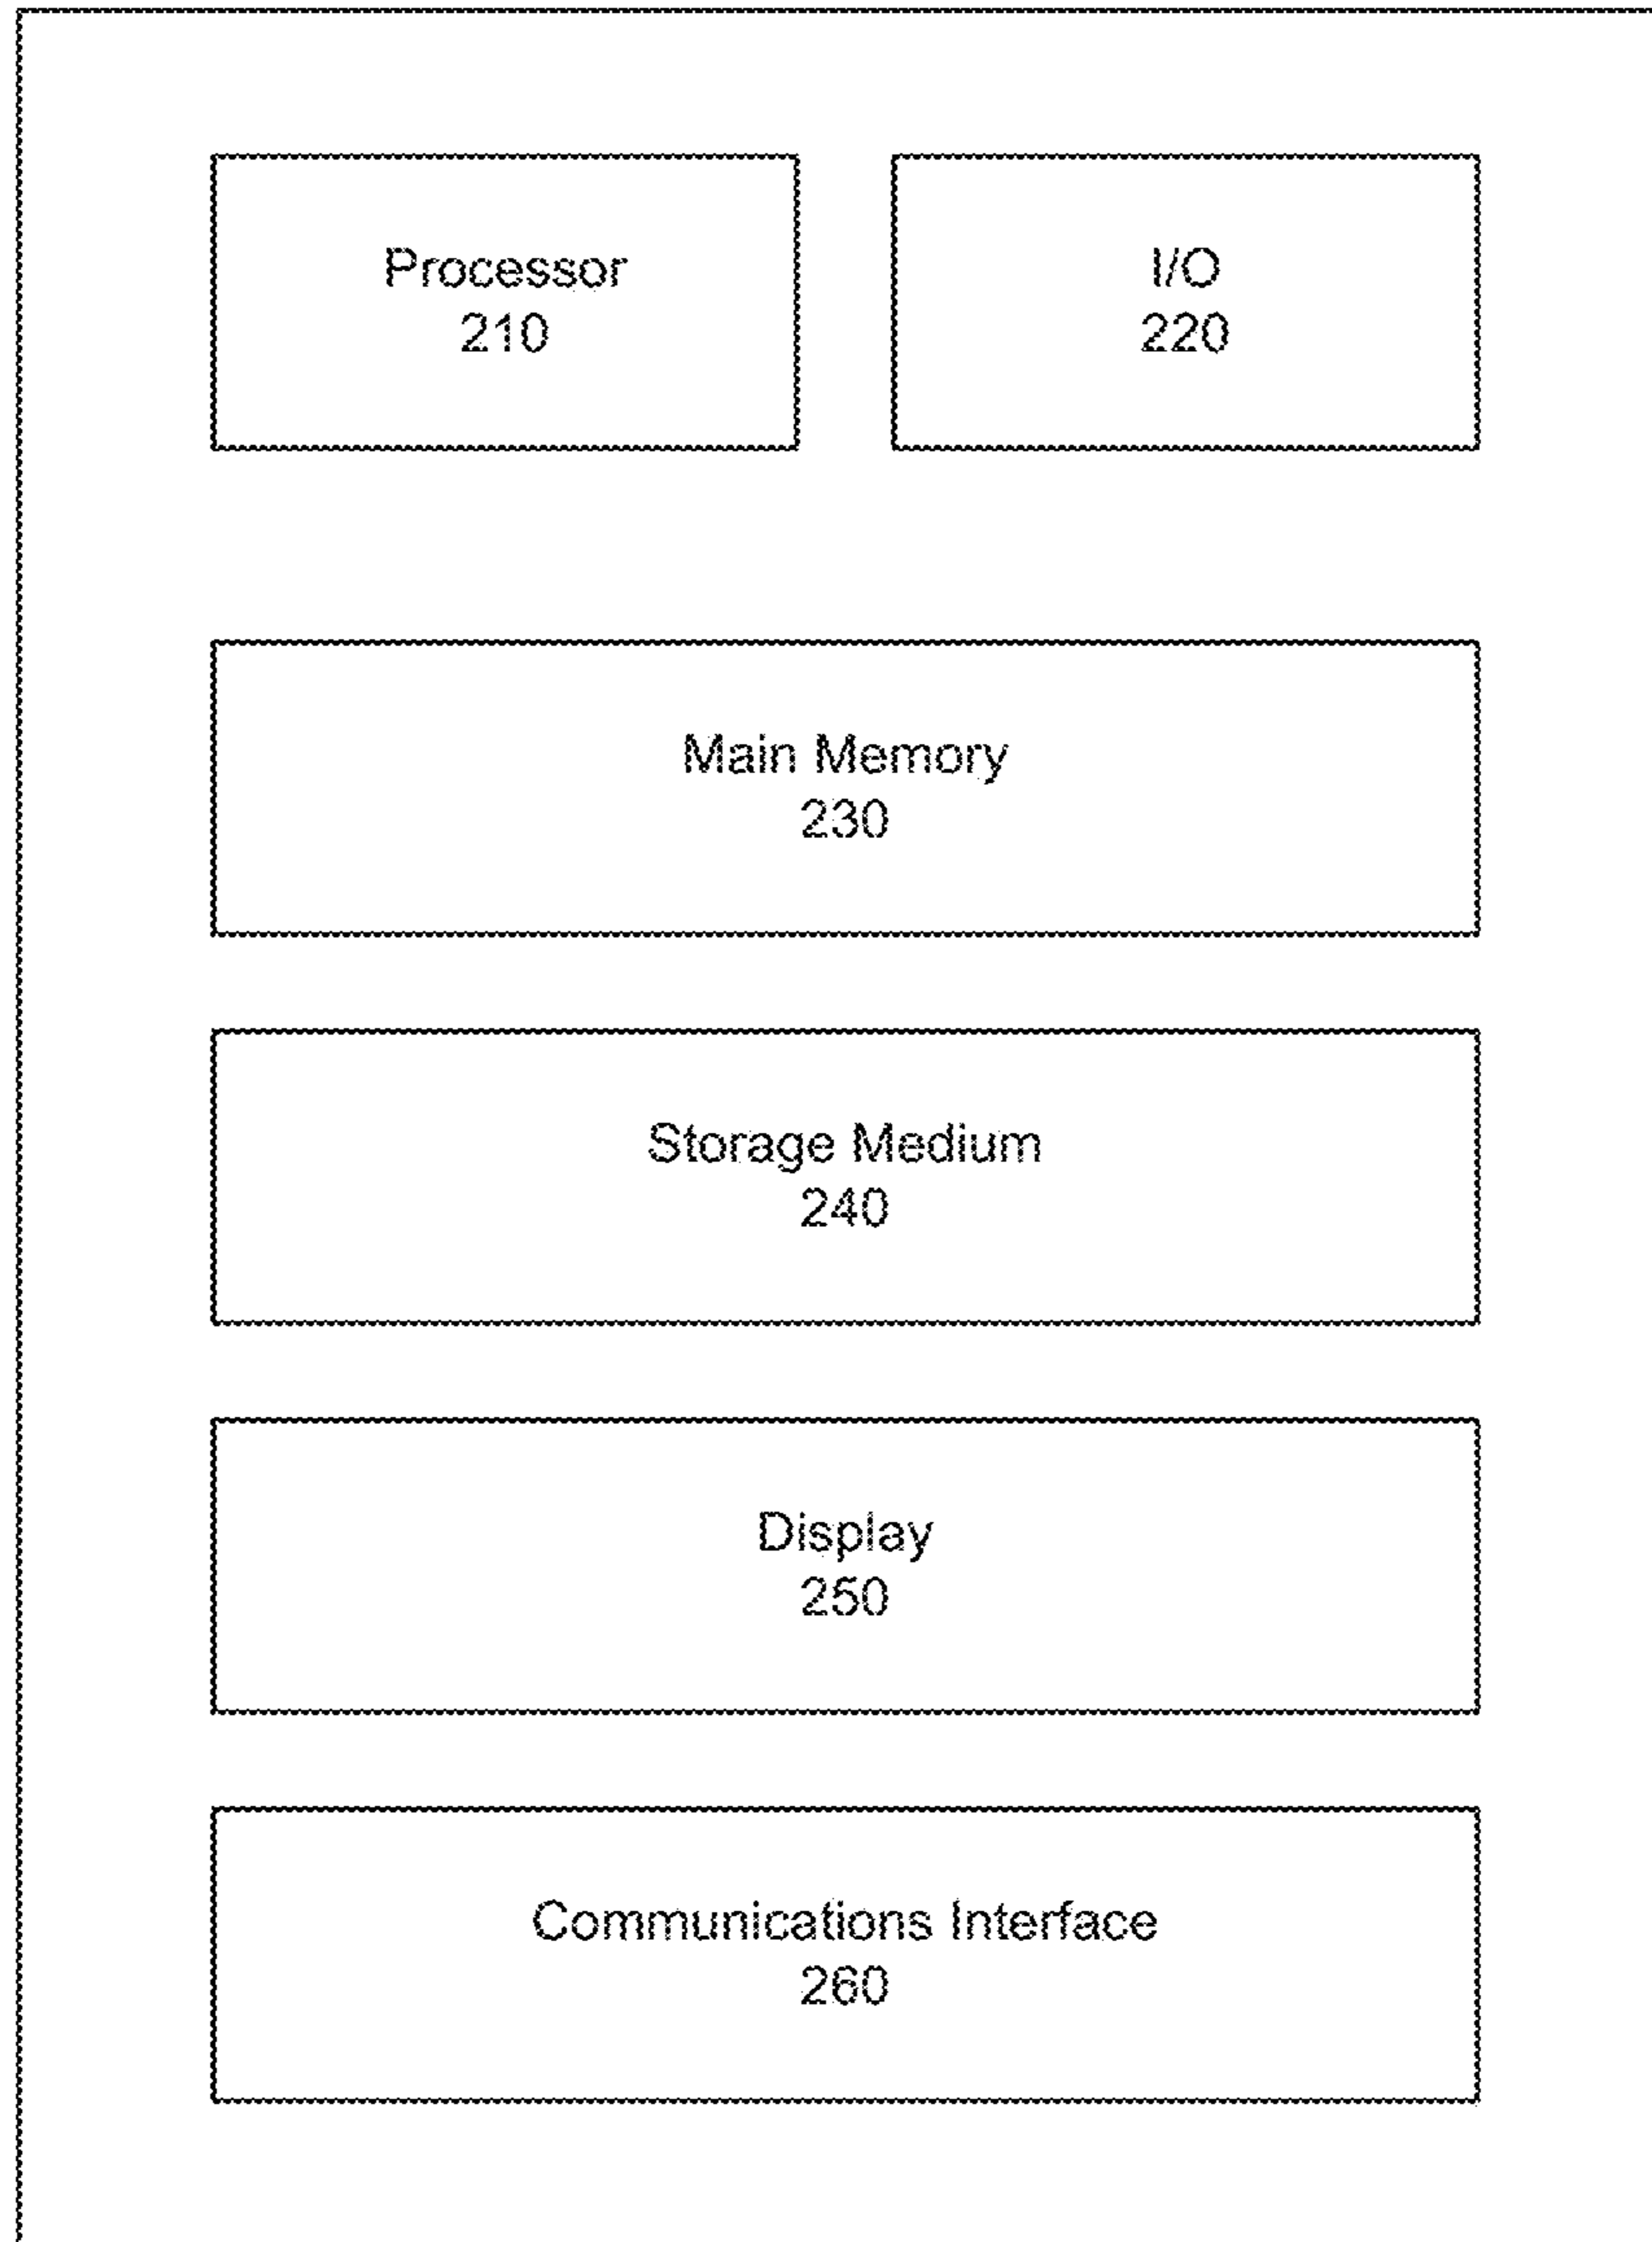 Processor
210
I/O
220
Main Memory
230
Storage Medium
240
Display
250
Communications Interface
260